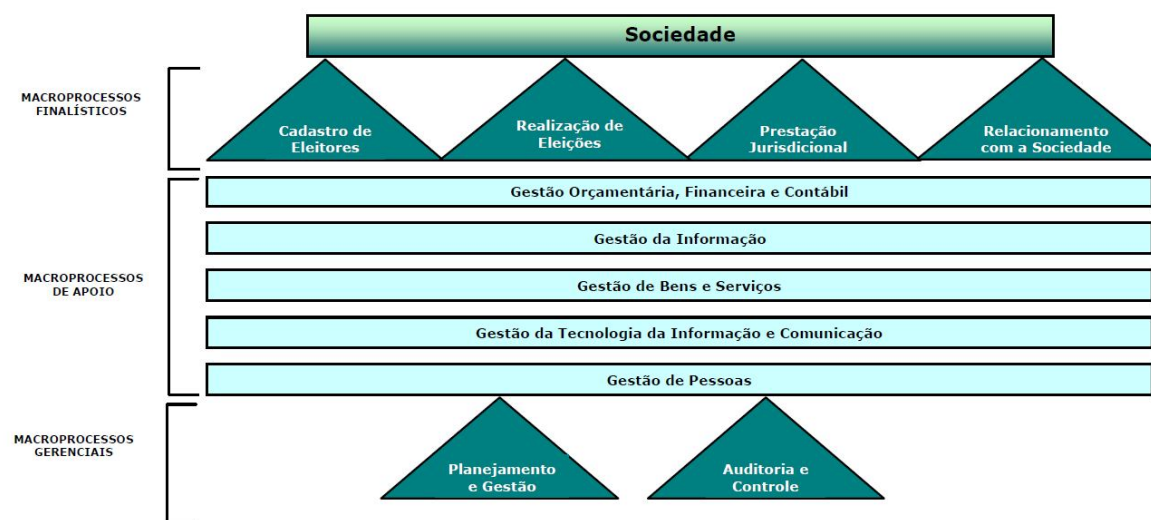 Sociedade
MACROPROCESSOS
FINALÍSTICOS
Cadastro de
Eleitores
Realização de
Eleições
Prestação
Jurisdicional
Relacionamento
com a Sociedade
MACROPROCESSOS
DE APOIO
Gestão Orçamentária, Financeira e Contábil
Gestão da Informação
Gestão de Bens e Serviços
Gestão da Tecnologia da Informação e Comunicação
Gestão de Pessoas
MACROPROCESSOS
GERENCIAIS
Planejamento
e Gestão
Auditoria e
Controle